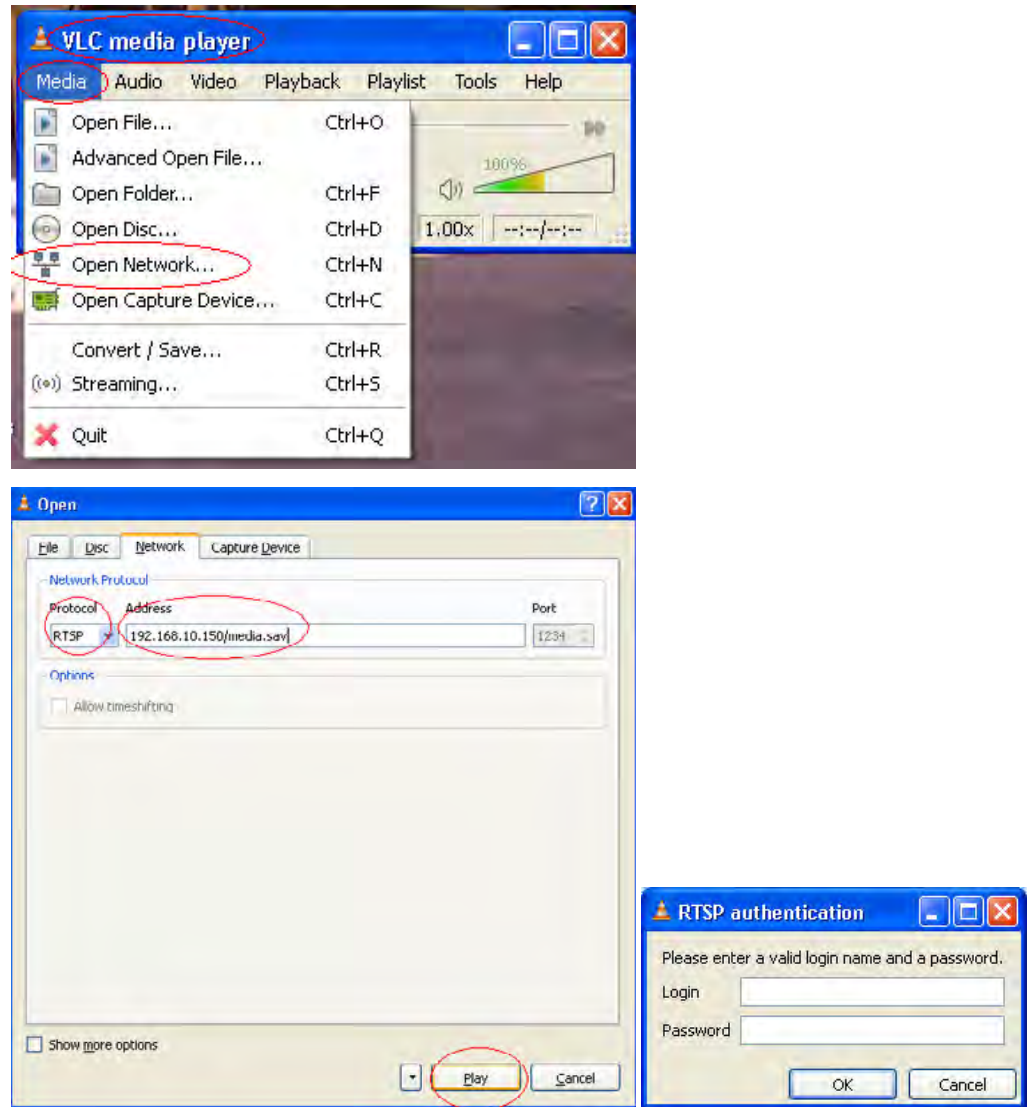 VLC media player
Media Audio Video Playback Playlist Tools Help
Open File... Ctrl+O
Advanced Open File...
100%
Open Folder... Ctrl+F
Open Disc... Ctrl+D
1.00x --:--/--:--
Open Network... Ctrl+N
Open Capture Device... Ctrl+C
Convert / Save... Ctrl+R
Streaming... Ctrl+S
Quit Ctrl+Q
Open
File Disc Network Capture Device
Network Protocol
Protocol Address Port
RTSP 192.168.10.150/media.sav 1234
Options
Allow timeshifting
Show more options
Play Cancel
RTSP authentication
Please enter a valid login name and a password.
Login
Password
OK Cancel